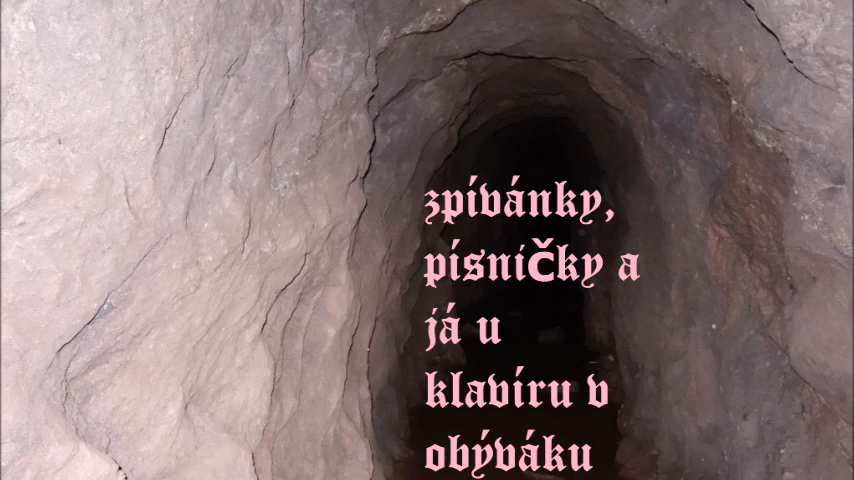 zpívánky,
písničky a
já u
klavíru v
obýváku